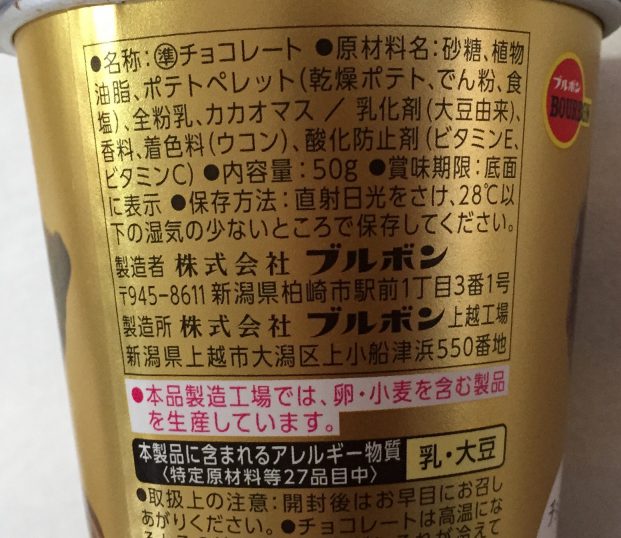 ●名称：準チョコレート ●原材料名：砂糖、植物
油脂、ポテトペレット（乾燥ポテト、でん粉、食
塩）、全粉乳、カカオマス ／ 乳化剤（大豆由来）、
香料、着色料（ウコン）、酸化防止剤（ビタミンE、
ビタミンC） ●内容量：50g ●賞味期限：底面
に表示 ●保存方法：直射日光をさけ、28℃以
下の湿気の少ないところで保存してください。
製造者 株式会社 ブルボン
〒945-8611 新潟県柏崎市駅前1丁目3番1号
製造所 株式会社 ブルボン 上越工場
新潟県上越市大潟区上小船津浜550番地
●本品製造工場では、卵・小麦を含む製品
を生産しています。
本製品に含まれるアレルギー物質
〈特定原材料等27品目中〉
乳・大豆
●取扱上の注意：開封後はお早目にお召し
あがりください。●チョコレートは高温にな
ブルボン
BOURBON